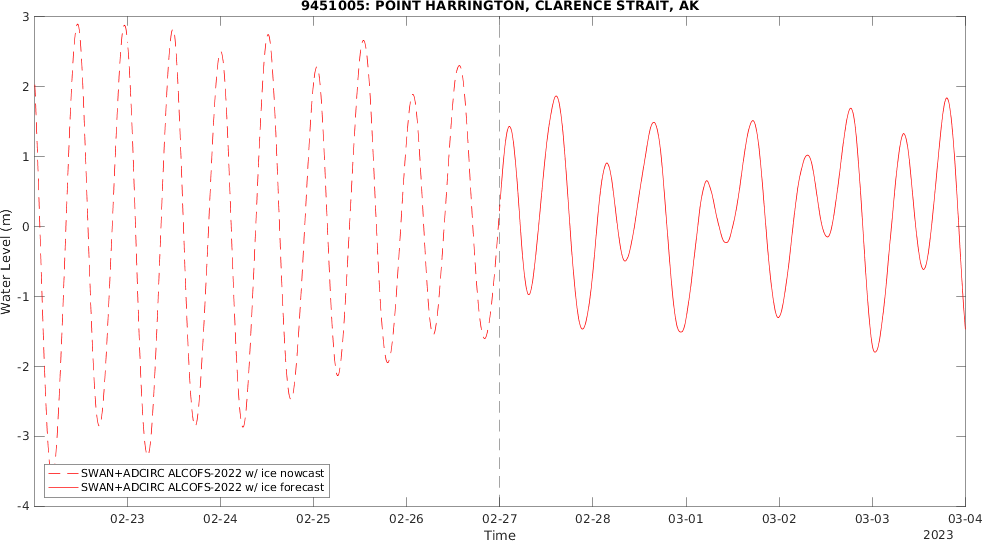 9451005: POINT HARRINGTON, CLARENCE STRAIT, AK
3
2
1
0
-1
-2
-3
-4
Water Level (m)
SWAN+ADCIRC ALCOFS-2022 w/ ice nowcast
SWAN+ADCIRC ALCOFS-2022 w/ ice forecast
02-23 02-24 02-25 02-26 02-27 02-28 03-01 03-02 03-03 03-04
Time 2023